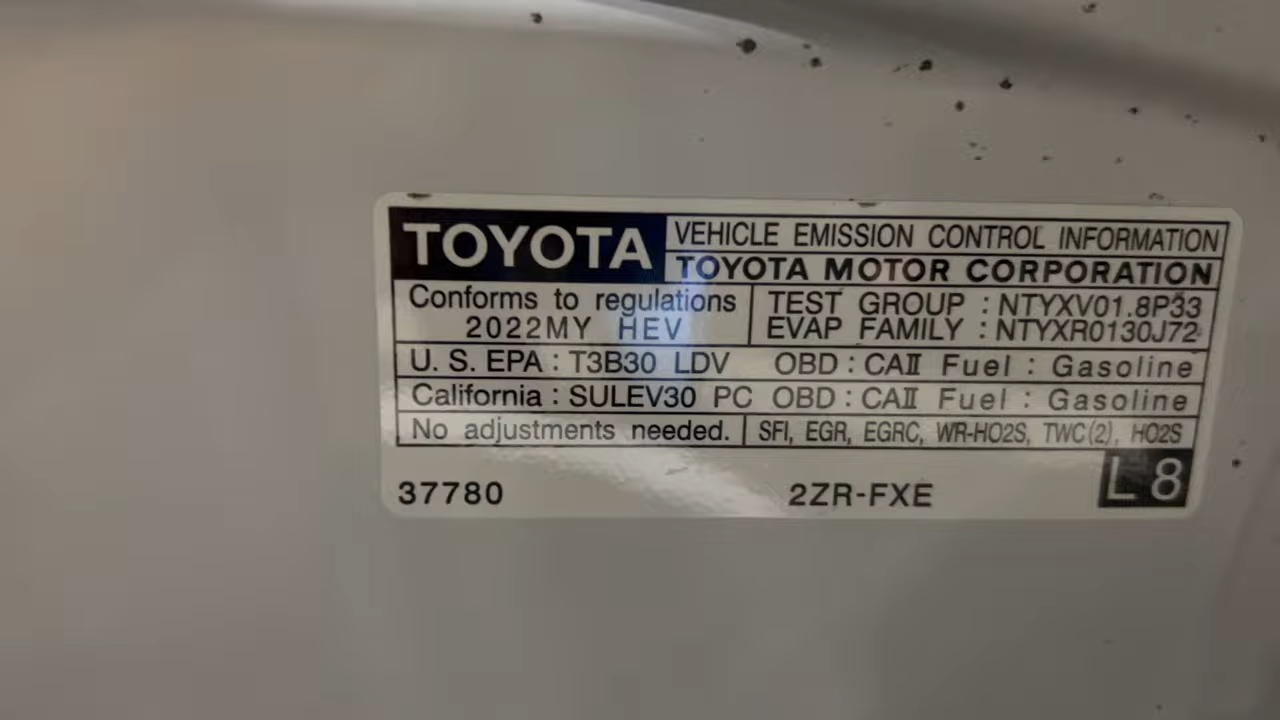 TOYOTA VEHICLE EMISSION CONTROL INFORMATION
TOYOTA MOTOR CORPORATION
Conforms to regulations
2022MY HEV
TEST GROUP : NTYXV01.8P33
EVAP FAMILY : NTYXR0130J72
U. S. EPA : T3B30 LDV OBD : CAII Fuel : Gasoline
California : SULEV30 PC OBD : CAII Fuel : Gasoline
No adjustments needed. SFI, EGR, EGRC, WR-HO2S, TWC(2), HO2S
37780 2ZR-FXE L8